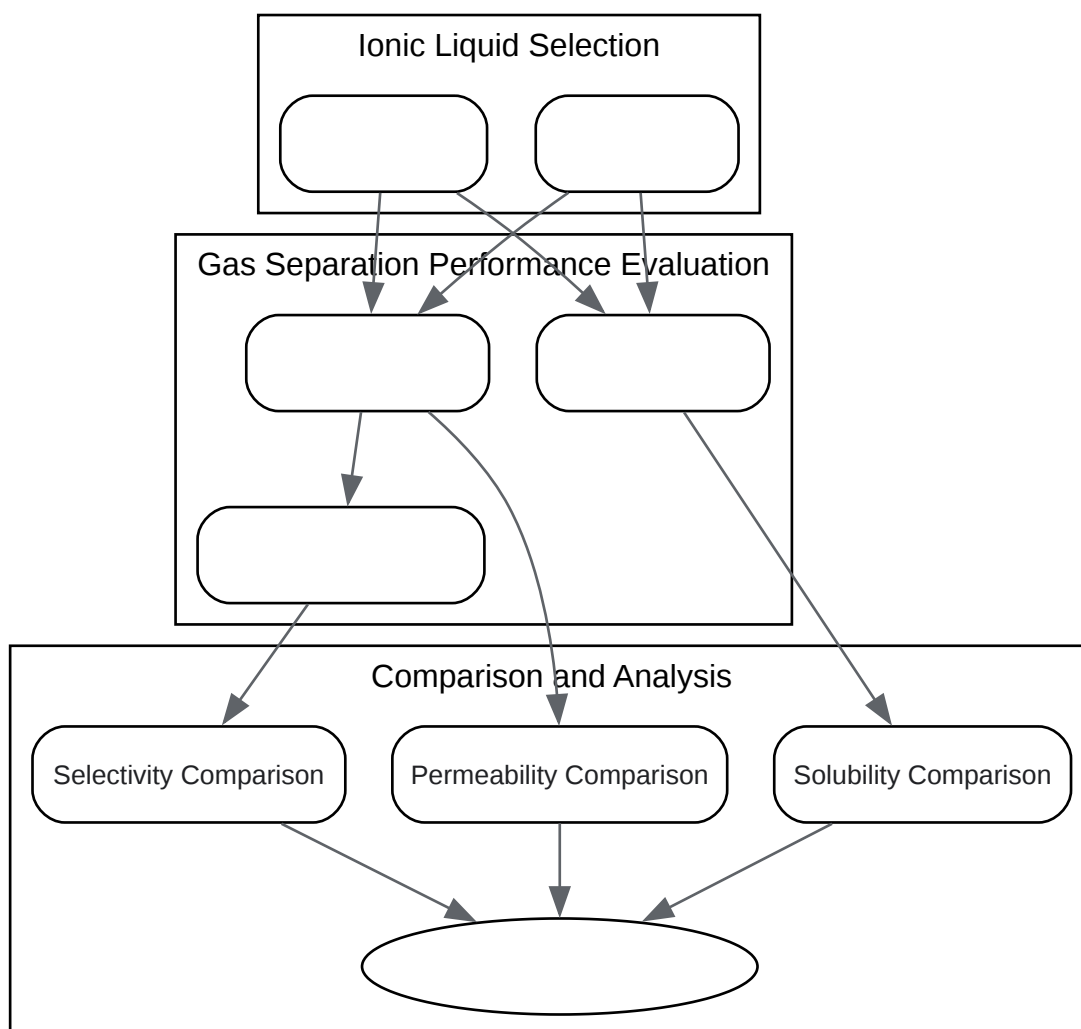 Ionic Liquid Selection
Gas Separation Performance Evaluation
Comparison and Analysis
Selectivity Comparison
Permeability Comparison
Solubility Comparison